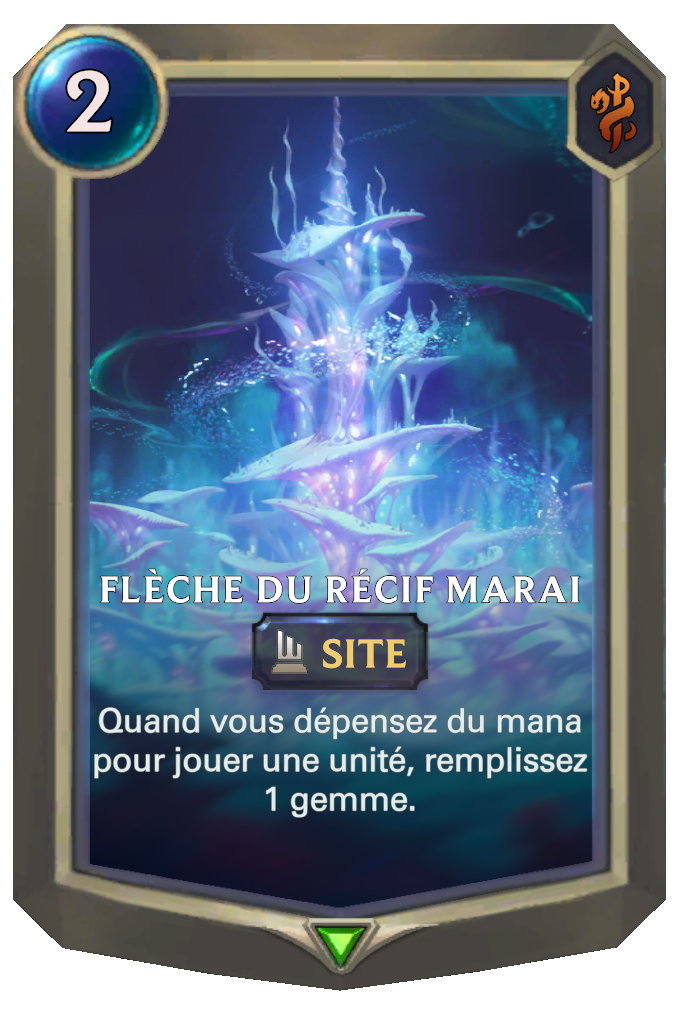 2
FLÈCHE DU RÉCIF MARAI
SITE
Quand vous dépensez du mana
pour jouer une unité, remplissez
1 gemme.